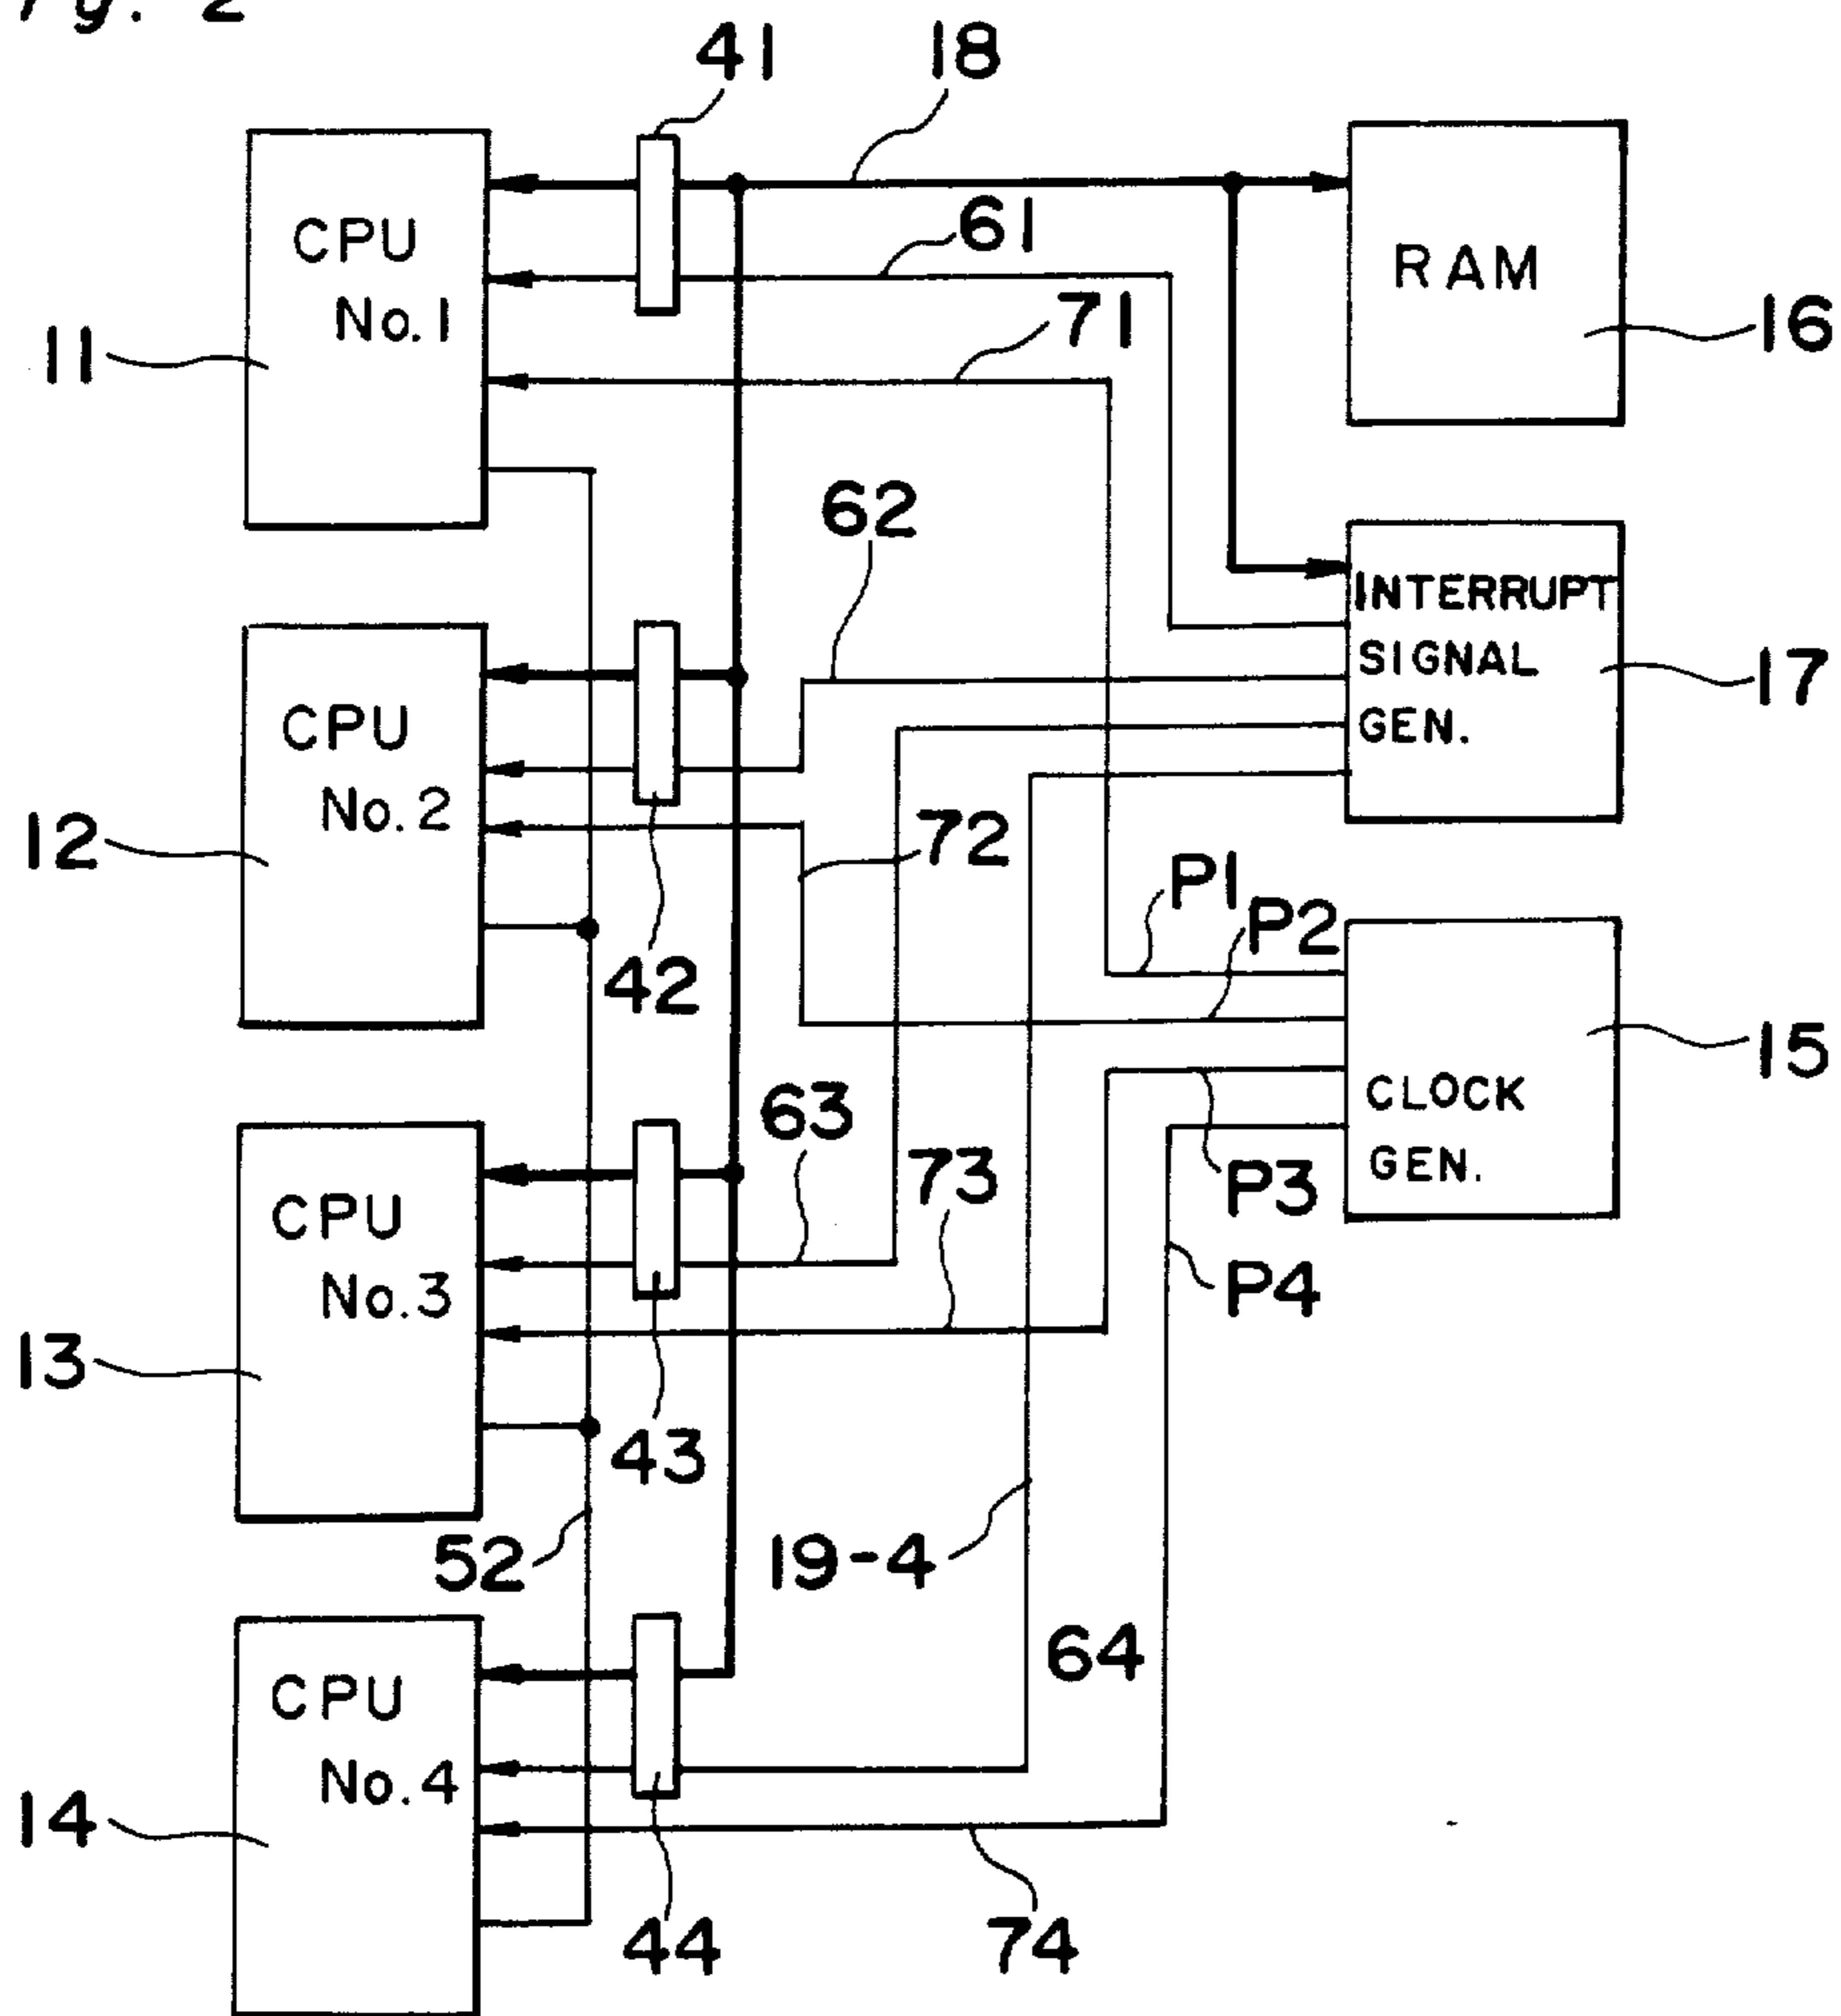 Fig. 2
41
18
CPU
No.1
61
RAM
71
11
16
62
INTERRUPT
SIGNAL
GEN.
17
CPU
No.2
12
72
42
P1
P2
CLOCK
GEN.
15
63
73
P3
P4
CPU
No.3
13
43
52
19-4
64
CPU
No.4
14
44
74